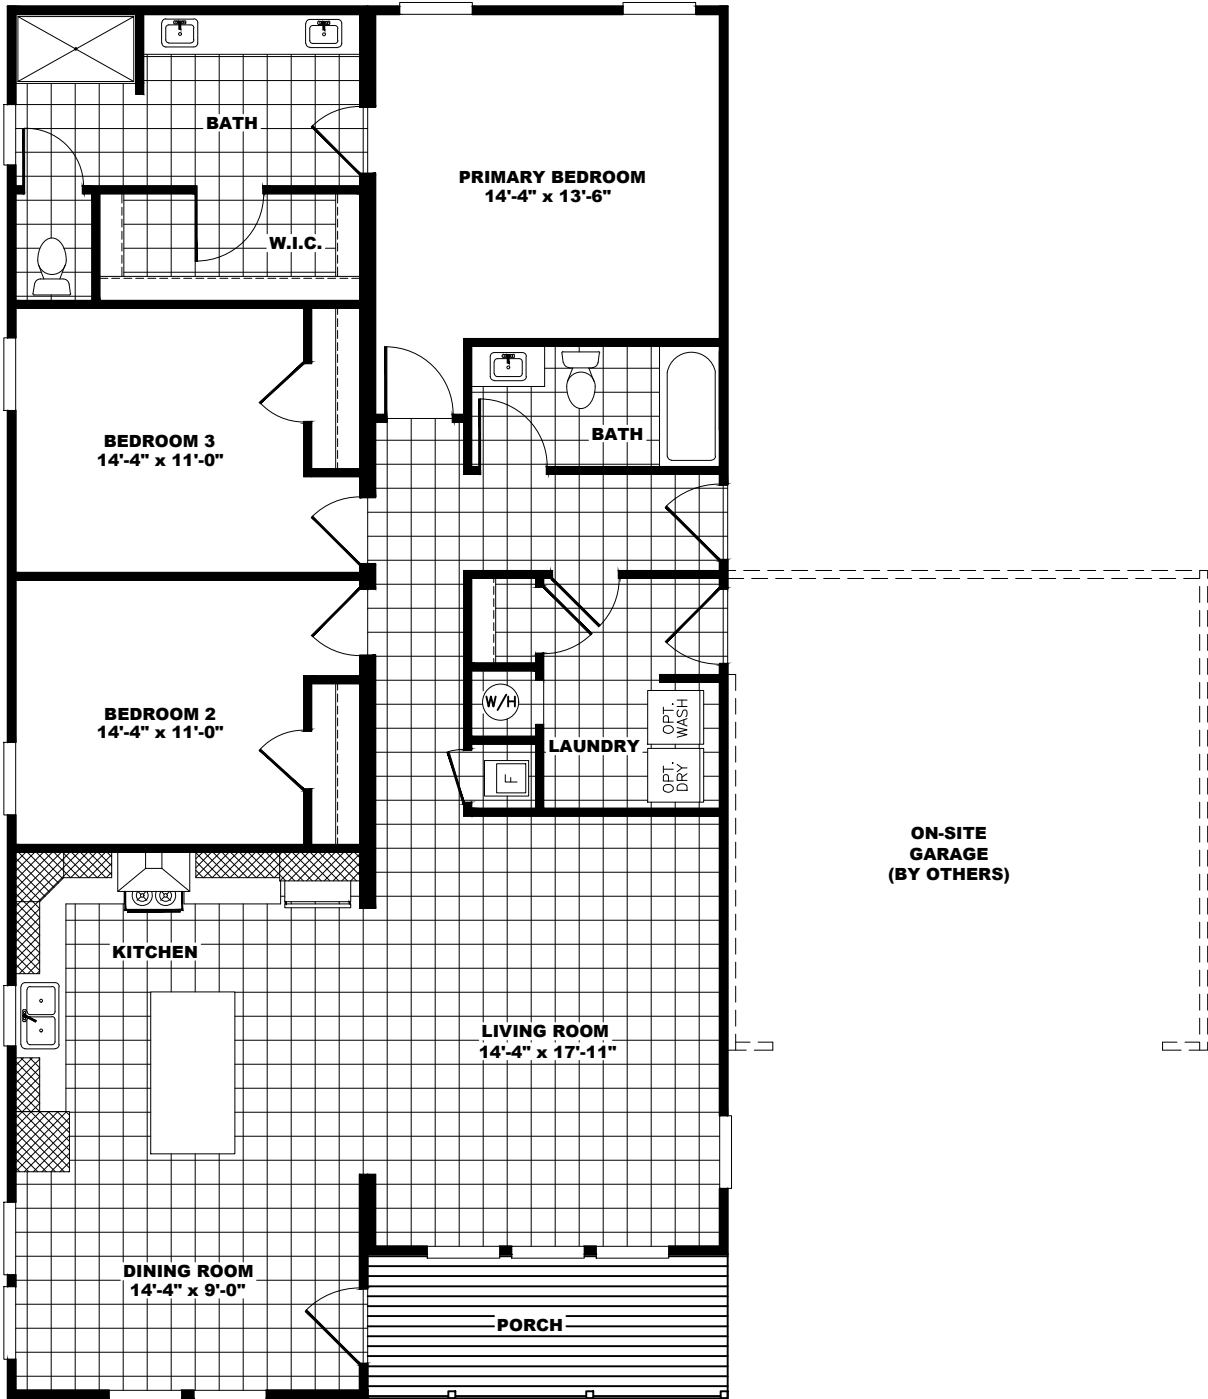 BATH
PRIMARY BEDROOM
14'-4" x 13'-6"
W.I.C.
BATH
BEDROOM 3
14'-4" x 11'-0"
BEDROOM 2
14'-4" x 11'-0"
W/H
OPT.
WASH
LAUNDRY
OPT.
DRY
F
ON-SITE
GARAGE
(BY OTHERS)
KITCHEN
LIVING ROOM
14'-4" x 17'-11"
DINING ROOM
14'-4" x 9'-0"
PORCH